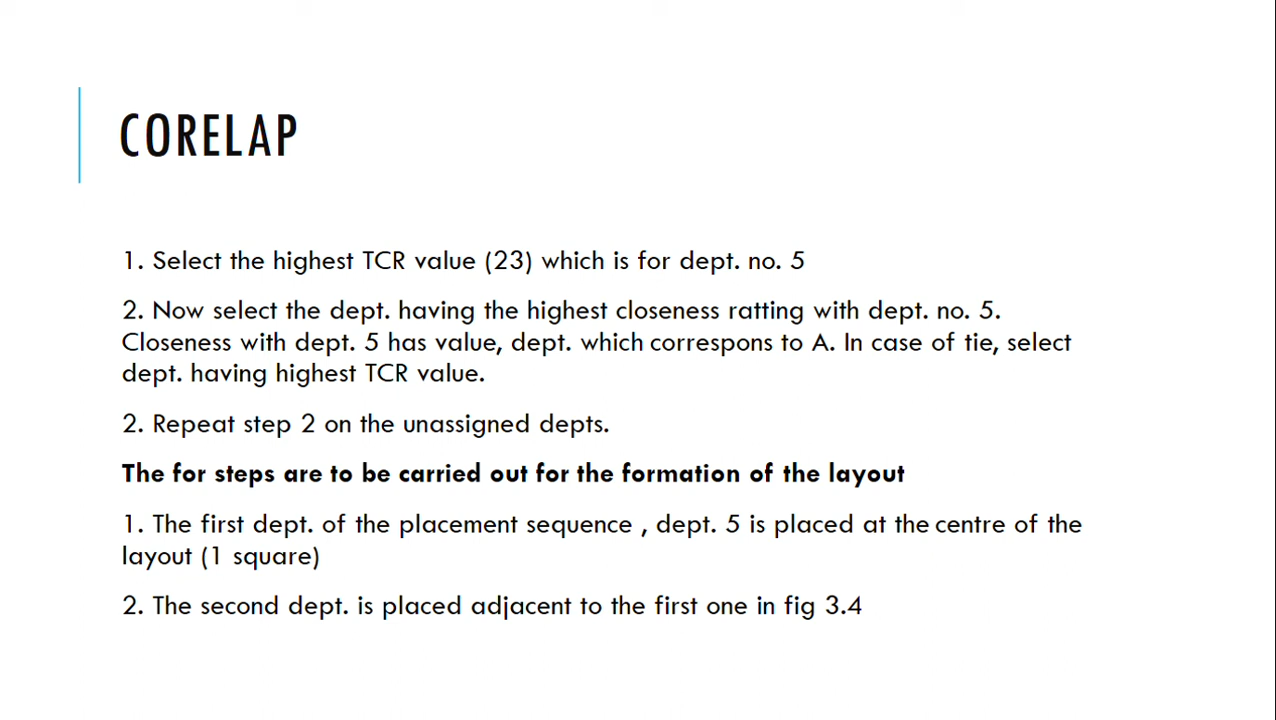 CORELAP
1. Select the highest TCR value (23) which is for dept. no. 5
2. Now select the dept. having the highest closeness ratting with dept. no. 5.
Closeness with dept. 5 has value, dept. which correspons to A. In case of tie, select
dept. having highest TCR value.
2. Repeat step 2 on the unassigned depts.
The for steps are to be carried out for the formation of the layout
1. The first dept. of the placement sequence , dept. 5 is placed at the centre of the
layout (1 square)
2. The second dept. is placed adjacent to the first one in fig 3.4